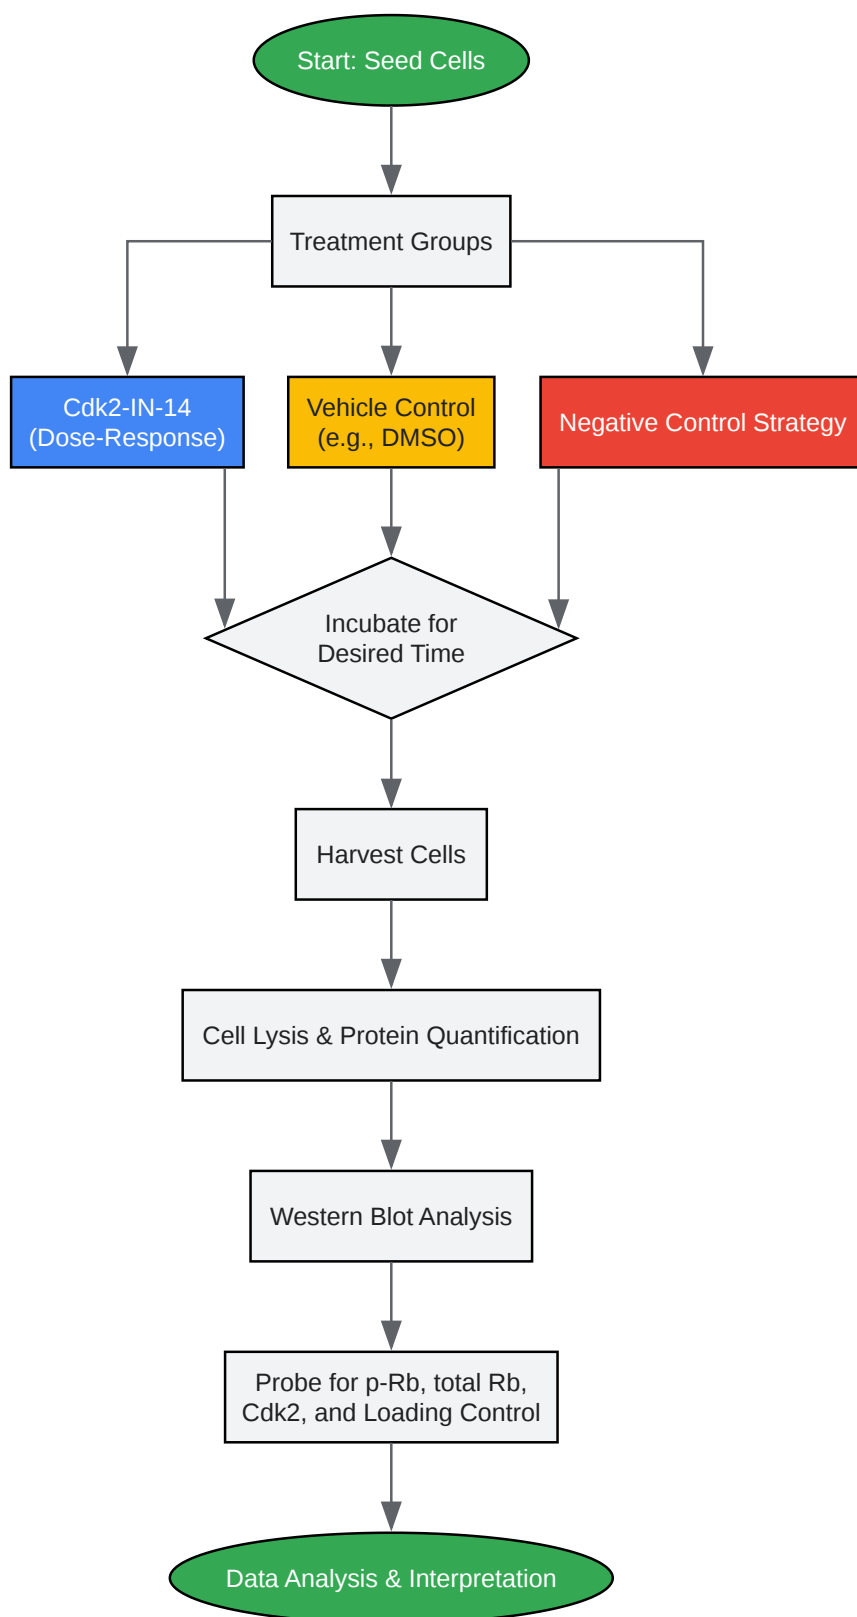 Start: Seed Cells
Treatment Groups
Cdk2-IN-14
(Dose-Response)
Vehicle Control
(e.g., DMSO)
Negative Control Strategy
Incubate for
Desired Time
Harvest Cells
Cell Lysis & Protein Quantification
Western Blot Analysis
Probe for p-Rb, total Rb,
Cdk2, and Loading Control
Data Analysis & Interpretation